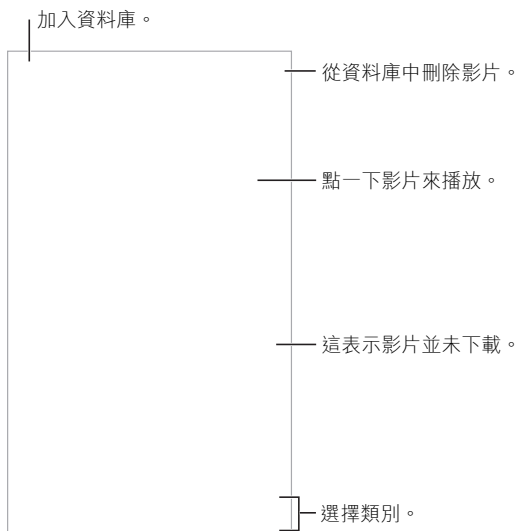 加入資料庫。
從資料庫中刪除影片。
點一下影片來播放。
這表示影片並未下載。
選擇類別。